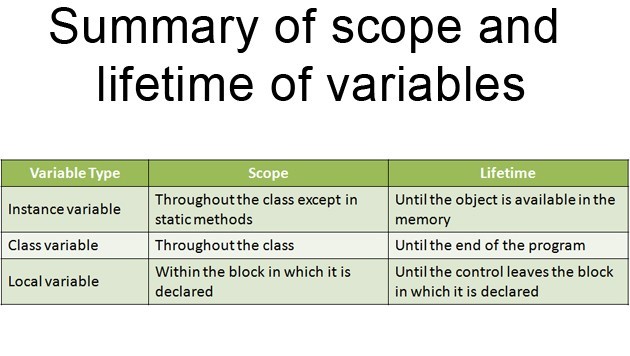 Summary of scope and
lifetime of variables
Variable Type Scope Lifetime
Instance variable
Throughout the class except in
static methods
Until the object is available in the
memory
Class variable Throughout the class Until the end of the program
Local variable
Within the block in which it is
declared
Until the control leaves the block
in which it is declared